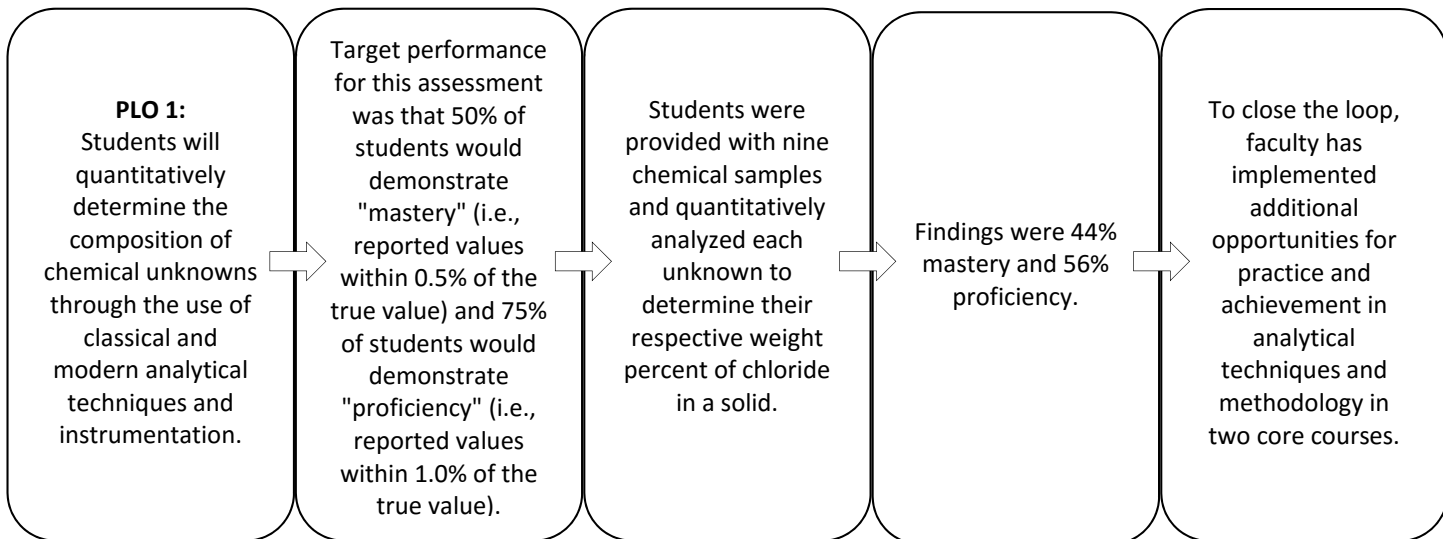 PLO 1:
Students will
quantitatively
determine the
composition of
chemical unknowns
through the use of
classical and
modern analytical
techniques and
instrumentation.
Target performance
for this assessment
was that 50% of
students would
demonstrate
"mastery" (i.e.,
reported values
within 0.5% of the
true value) and 75%
of students would
demonstrate
"proficiency" (i.e.,
reported values
within 1.0% of the
true value).
Students were
provided with nine
chemical samples
and quantitatively
analyzed each
unknown to
determine their
respective weight
percent of chloride
in a solid.
Findings were 44%
mastery and 56%
proficiency.
To close the loop,
faculty has
implemented
additional
opportunities for
practice and
achievement in
analytical
techniques and
methodology in
two core courses.